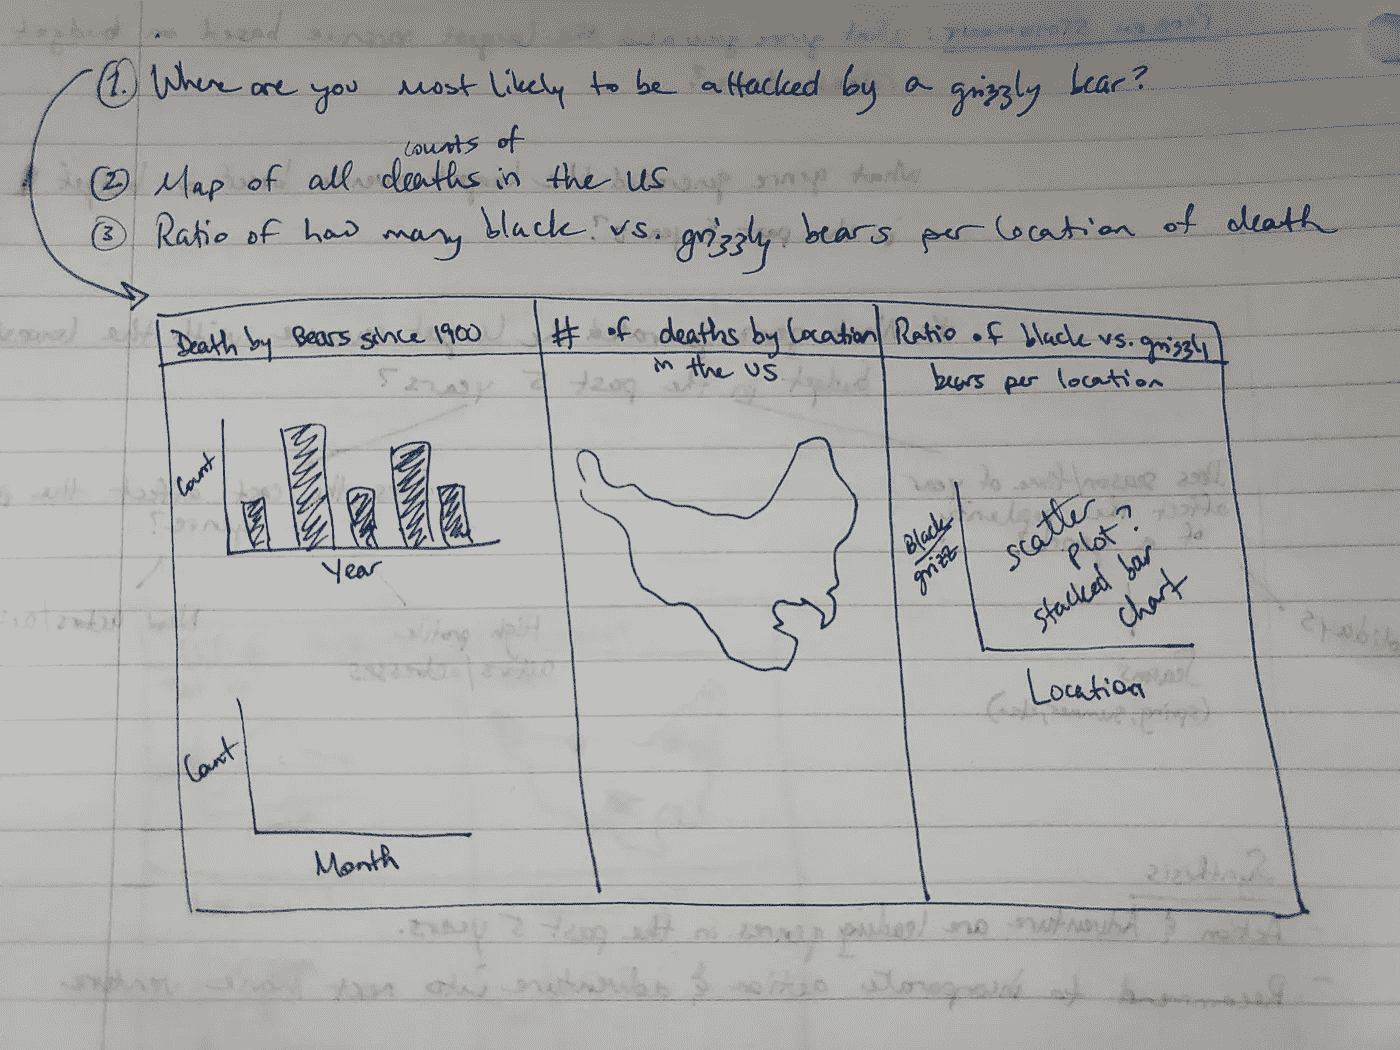 1. Where are you most likely to be attacked by a grizzly bear?
counts of
2. Map of all deaths in the US
3 Ratio of how many black vs. grizzly bears per location of death
Death by Bears since 1900
# of deaths by location
in the US
Ratio of black vs. grizzly
bears per location
Count
Year
Black/
grizz
scatter
plot?
stacked bar
chart
Location
Count
Month